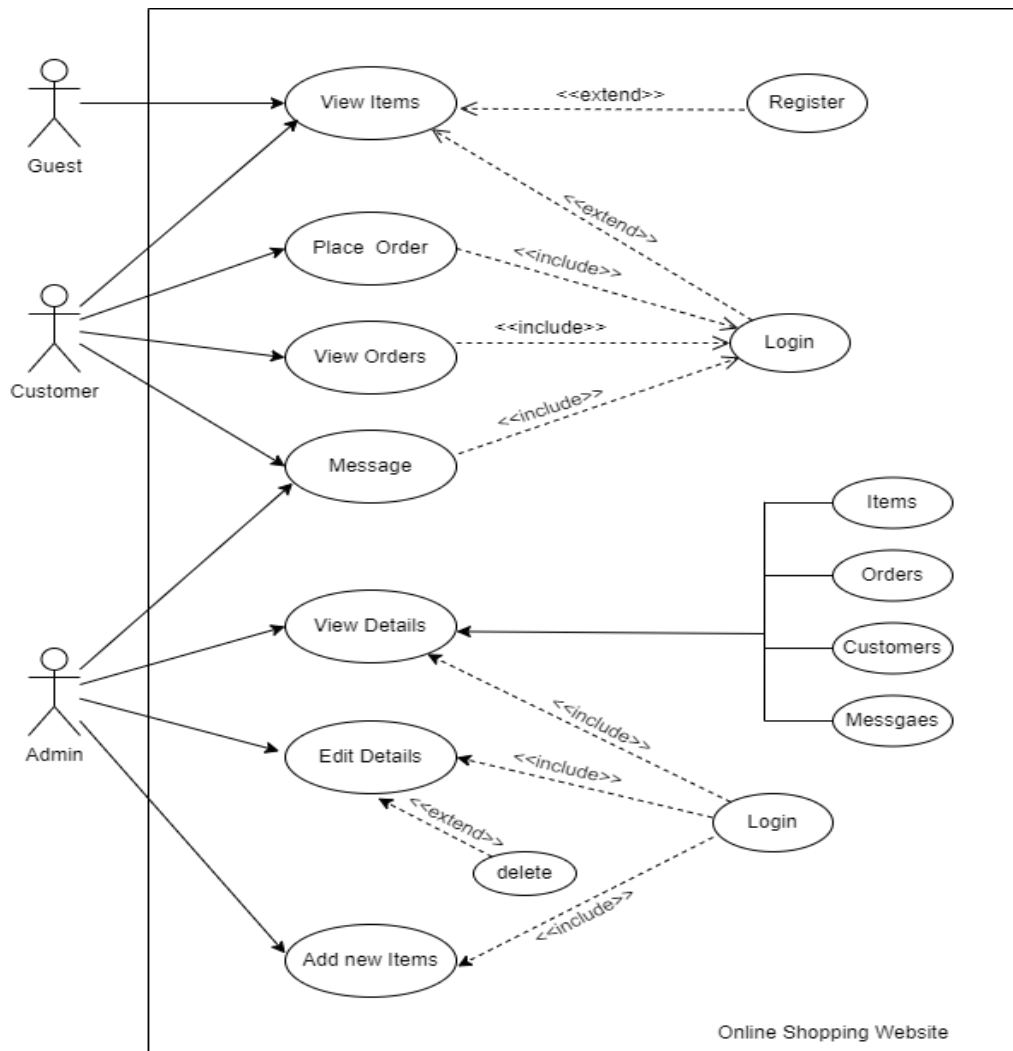 View Items
<<extend>>
Register
Guest
<<extend>>
Place Order
<<include>>
Customer
View Orders
<<include>>
Login
Message
<<include>>
Items
Orders
View Details
Customers
Messgaes
Admin
<<include>>
Edit Details
<<include>>
<<extend>>
Login
delete
<<include>>
Add new Items
Online Shopping Website